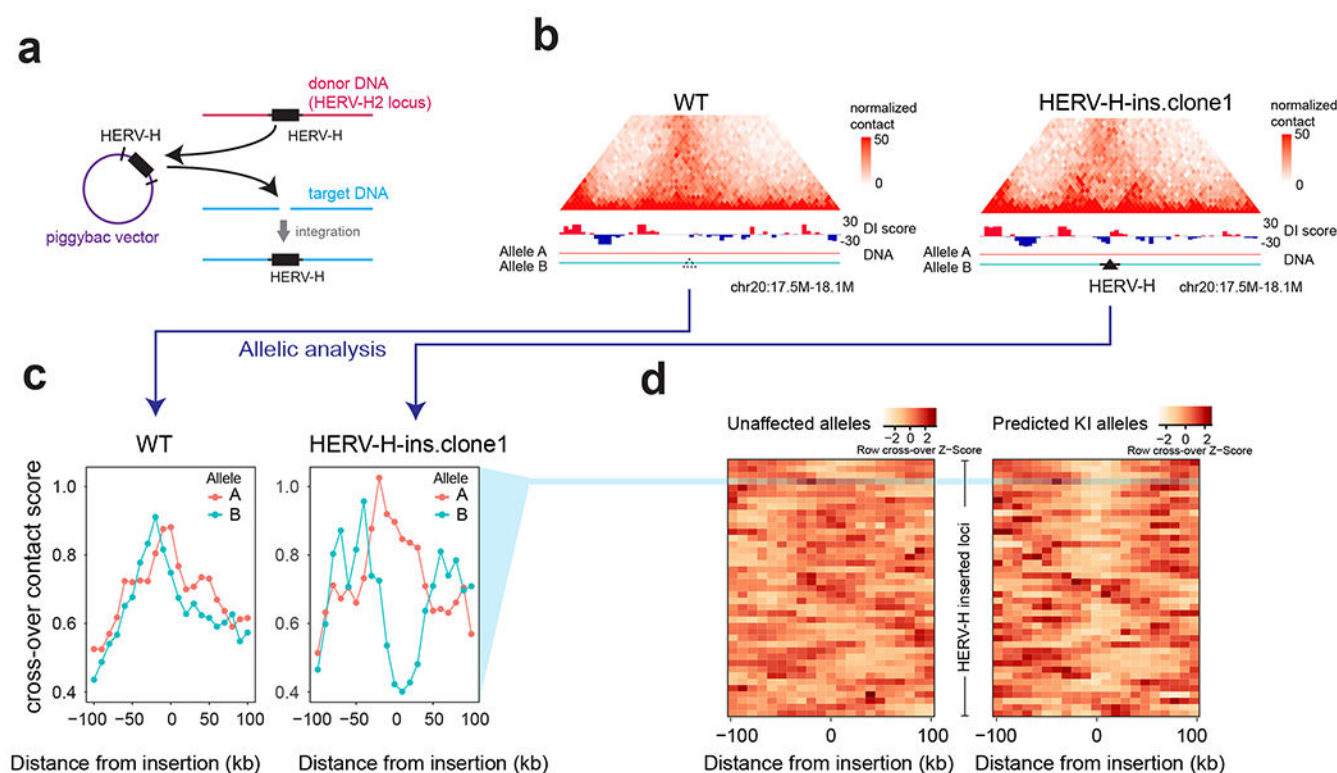 a
donor DNA
(HERV-H2 locus)
HERV-H
HERV-H
target DNA
piggybac vector
integration
HERV-H
b
WT
normalized
contact
50
0
30
DI score
-30
Allele A
Allele B
DNA
chr20:17.5M-18.1M
HERV-H-ins.clone1
normalized
contact
50
0
30
DI score
-30
Allele A
Allele B
DNA
HERV-H
chr20:17.5M-18.1M
Allelic analysis
c
WT
cross-over contact score
Allele
A
B
1.0
0.8
0.6
0.4
−100
−50
0
50
100
Distance from insertion (kb)
HERV-H-ins.clone1
Allele
A
B
1.0
0.8
0.6
0.4
−100
−50
0
50
100
Distance from insertion (kb)
d
Unaffected alleles
−2 0 2
Row cross−over Z−Score
−100
0
100
Distance from insertion (kb)
HERV-H inserted loci
Predicted KI alleles
−2 0 2
Row cross−over Z−Score
−100
0
100
Distance from insertion (kb)